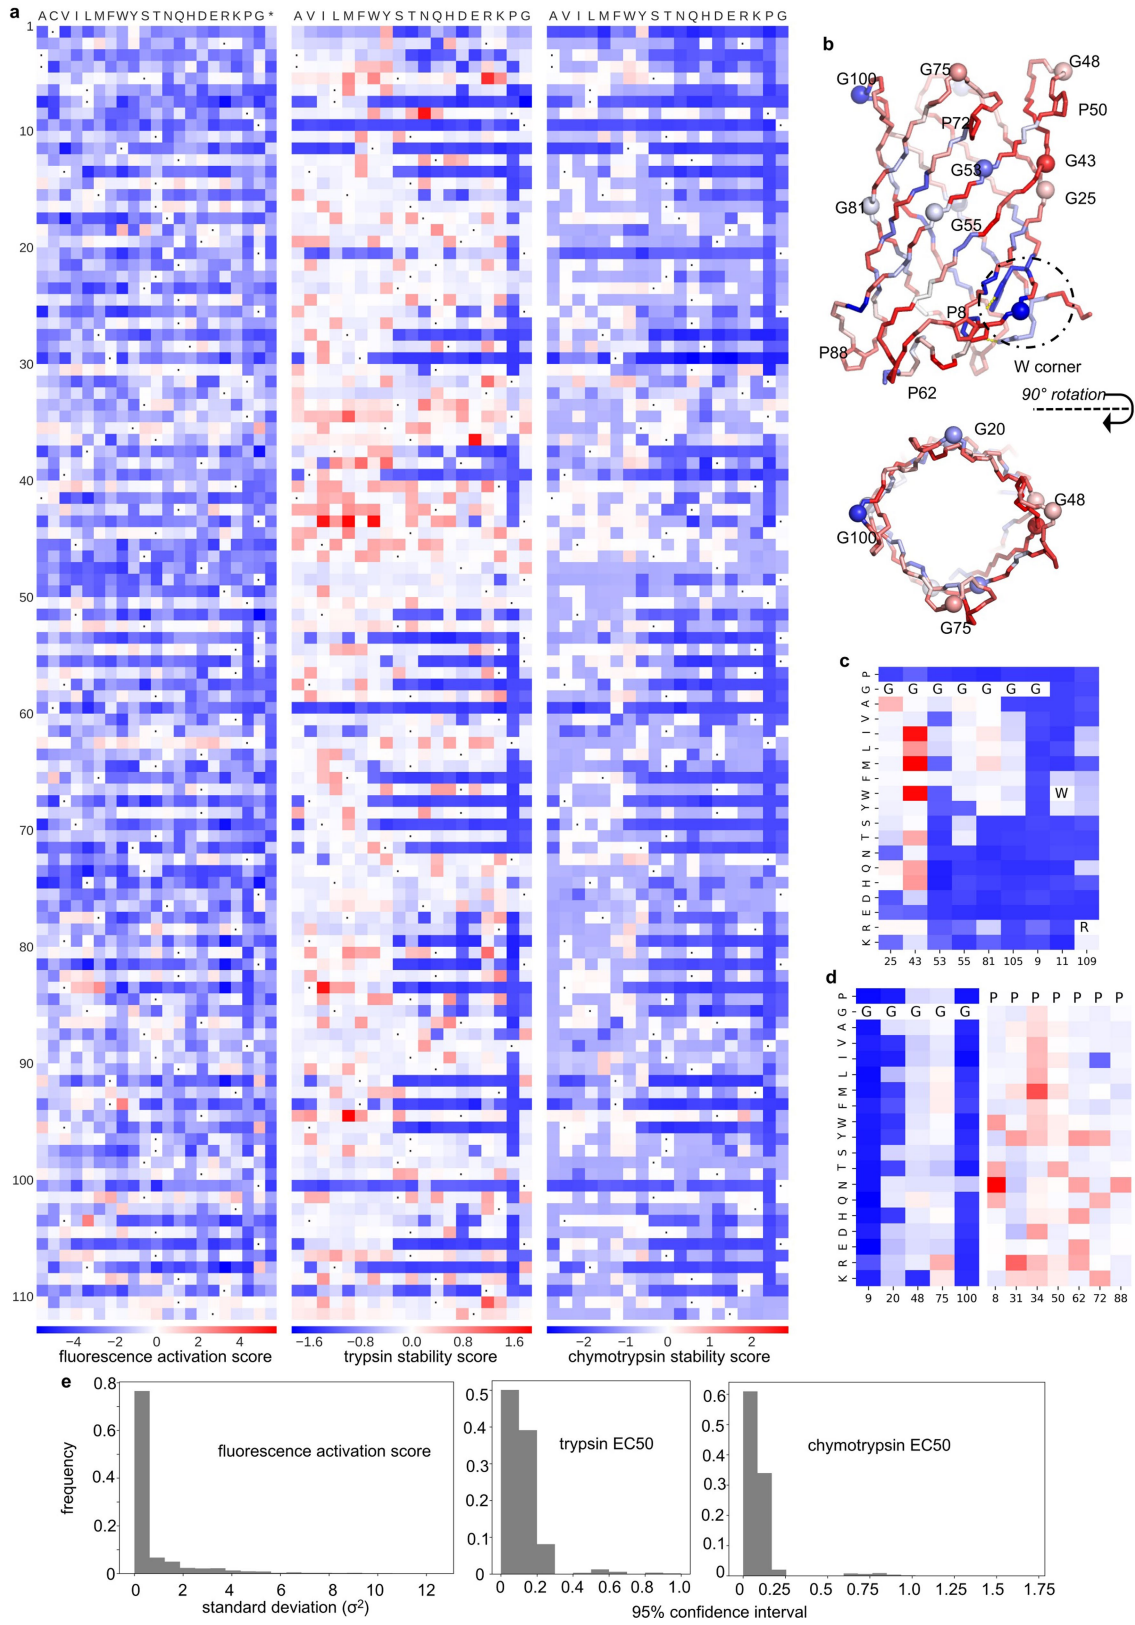 a
A C V I L M F W Y S T N Q H D E R K P G *
A V I L M F W Y S T N Q H D E R K P G
A V I L M F W Y S T N Q H D E R K P G
1
10
20
30
40
50
60
70
80
90
100
110
−4 −2 0 2 4
fluorescence activation score
−1.6 −0.8 0.0 0.8 1.6
trypsin stability score
−2 −1 0 1 2
chymotrypsin stability score
b
G100
G75
G48
P50
P72
G53
G43
G25
G81
G55
P8
P88
W corner
P62
90° rotation
G20
G48
G100
G75
c
P
G
A
V
I
L
M
F
W
Y
S
T
N
Q
H
D
E
R
K
G G G G G G G
W
R
25 43 53 55 81 105 9 11 109
d
P
G
A
V
I
L
M
F
W
Y
S
T
N
Q
H
D
E
R
K
G G G G G
P P P P P P P
9 20 48 75 100
8 31 34 50 62 72 88
e
frequency
0.8
0.6
0.4
0.2
0
fluorescence activation score
0 2 4 6 8 10 12
standard deviation (σ²)
0.5
0.4
0.3
0.2
0.1
0
trypsin EC50
0 0.2 0.4 0.6 0.8 1.0
0.6
0.5
0.4
0.3
0.2
0.1
0
chymotrypsin EC50
0 0.25 0.5 0.75 1.0 1.25 1.5 1.75
95% confidence interval